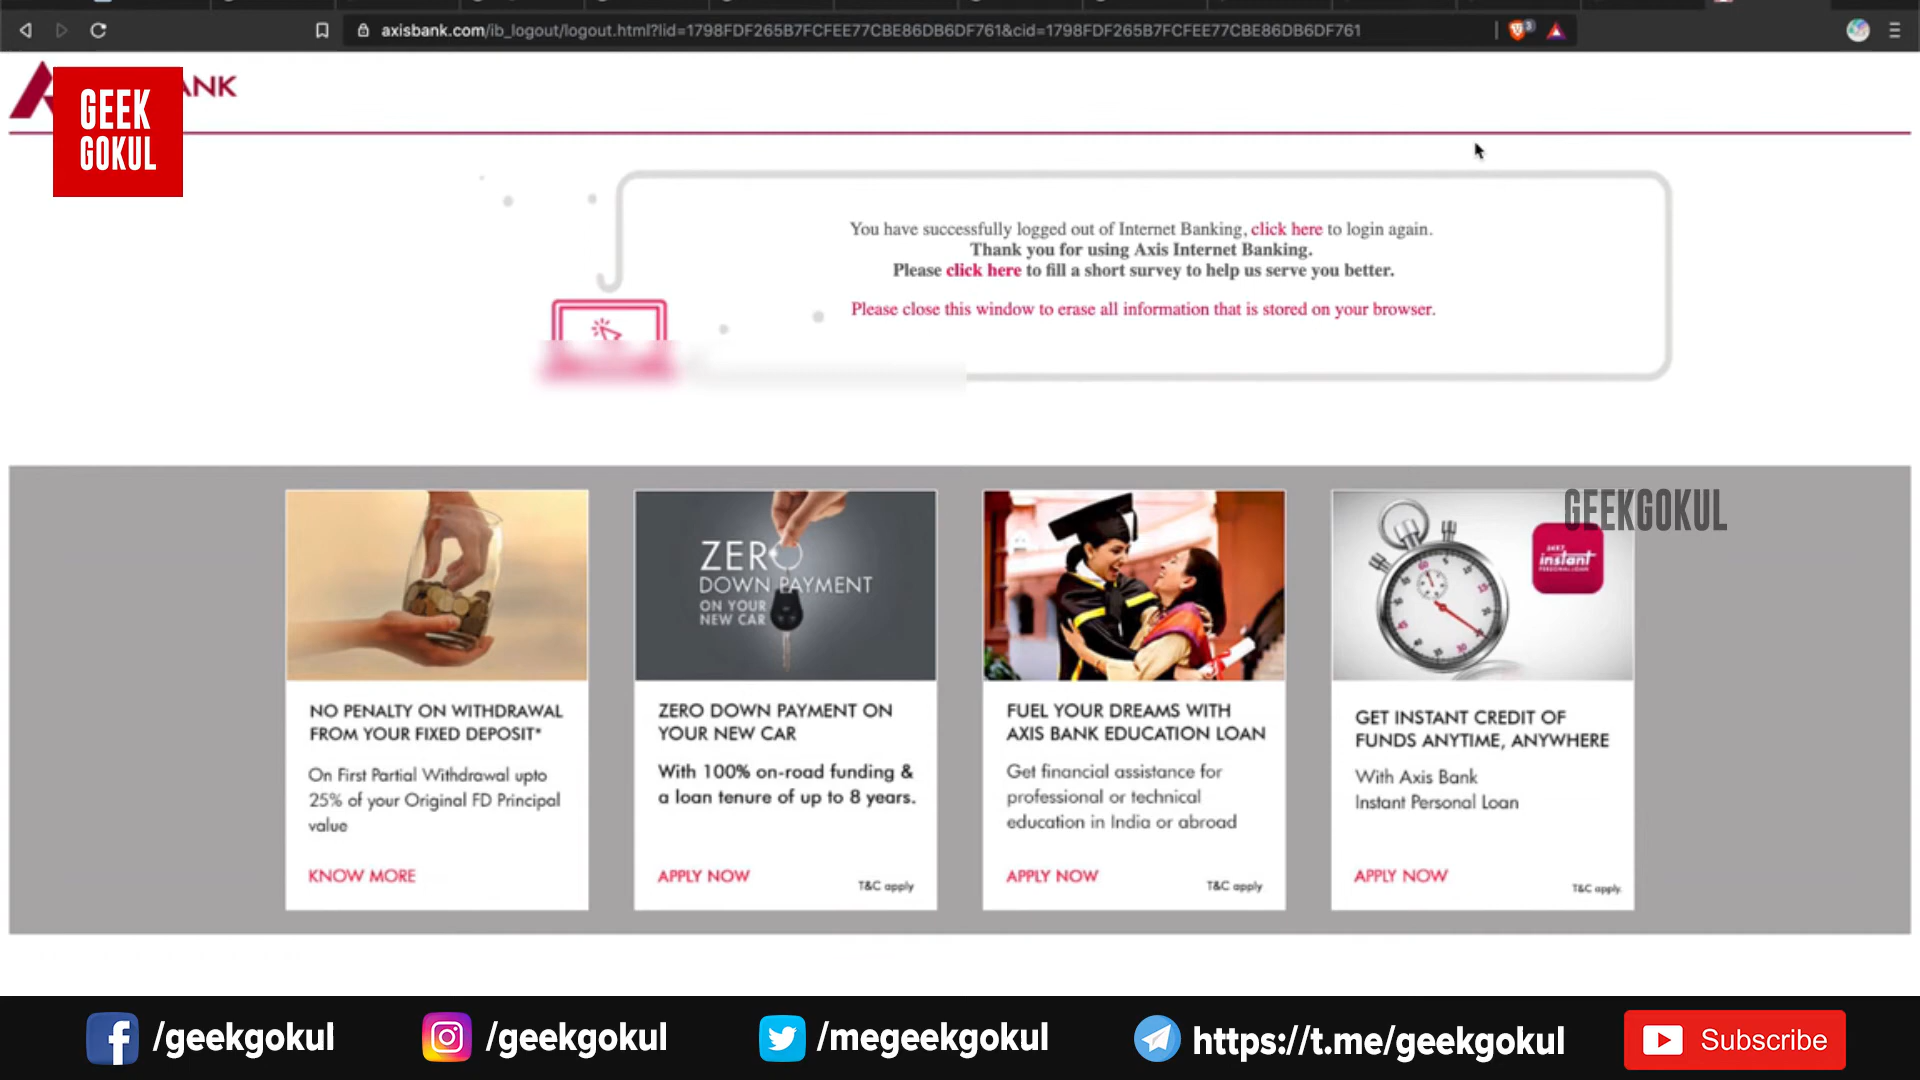 axisbank.com/ib_logout/logout.html?lid=1798FDF265B7FCFEE77CBE86DB6DF761&cid=1798FDF265B7FCFEE77CBE86DB6DF761
3
ANK
GEEK
GOKUL
You have successfully logged out of Internet Banking, click here to login again.
Thank you for using Axis Internet Banking.
Please click here to fill a short survey to help us serve you better.
Please close this window to erase all information that is stored on your browser.
GEEKGOKUL
ZERO
DOWN PAYMENT
ON YOUR
NEW CAR
24X7
instant
PERSONAL LOAN
NO PENALTY ON WITHDRAWAL
FROM YOUR FIXED DEPOSIT*
On First Partial Withdrawal upto
25% of your Original FD Principal
value
KNOW MORE
ZERO DOWN PAYMENT ON
YOUR NEW CAR
With 100% on-road funding &
a loan tenure of up to 8 years.
APPLY NOW
T&C apply
FUEL YOUR DREAMS WITH
AXIS BANK EDUCATION LOAN
Get financial assistance for
professional or technical
education in India or abroad
APPLY NOW
T&C apply
GET INSTANT CREDIT OF
FUNDS ANYTIME, ANYWHERE
With Axis Bank
Instant Personal Loan
APPLY NOW
T&C apply.
/geekgokul
/geekgokul
/megeekgokul
https://t.me/geekgokul
Subscribe